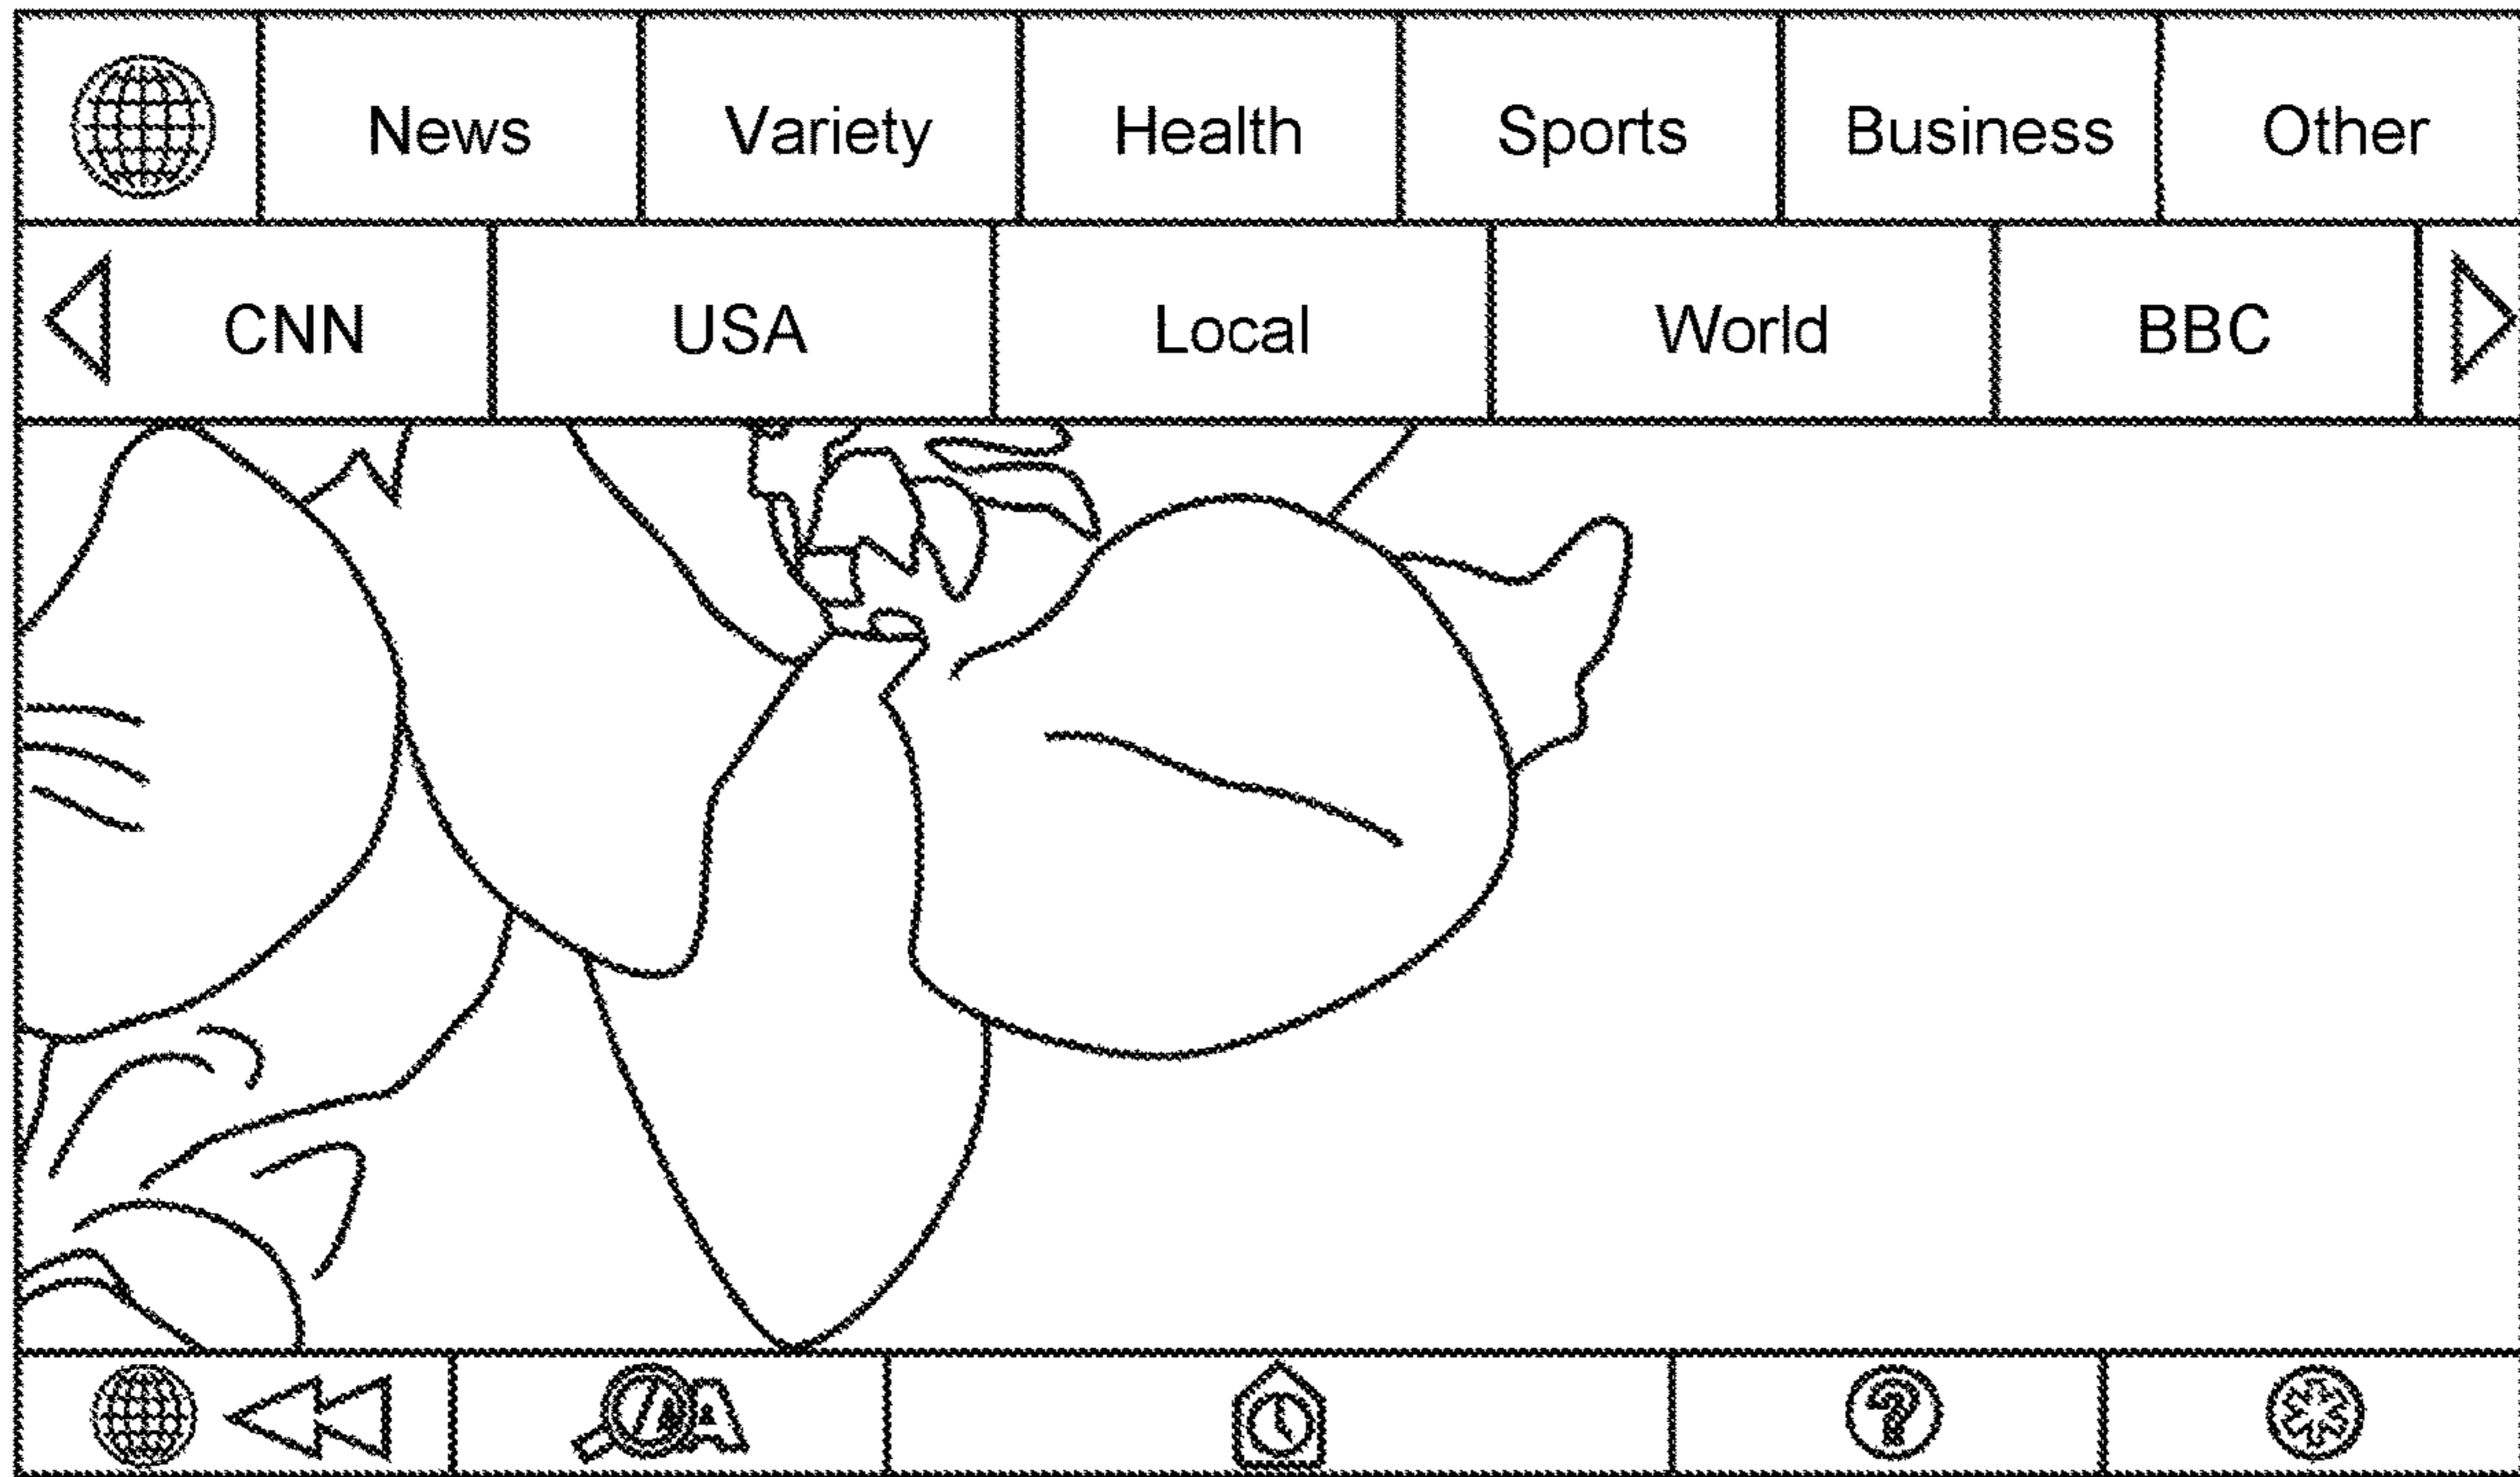 News Variety Health Sports Business Other
CNN USA Local World BBC
A
?